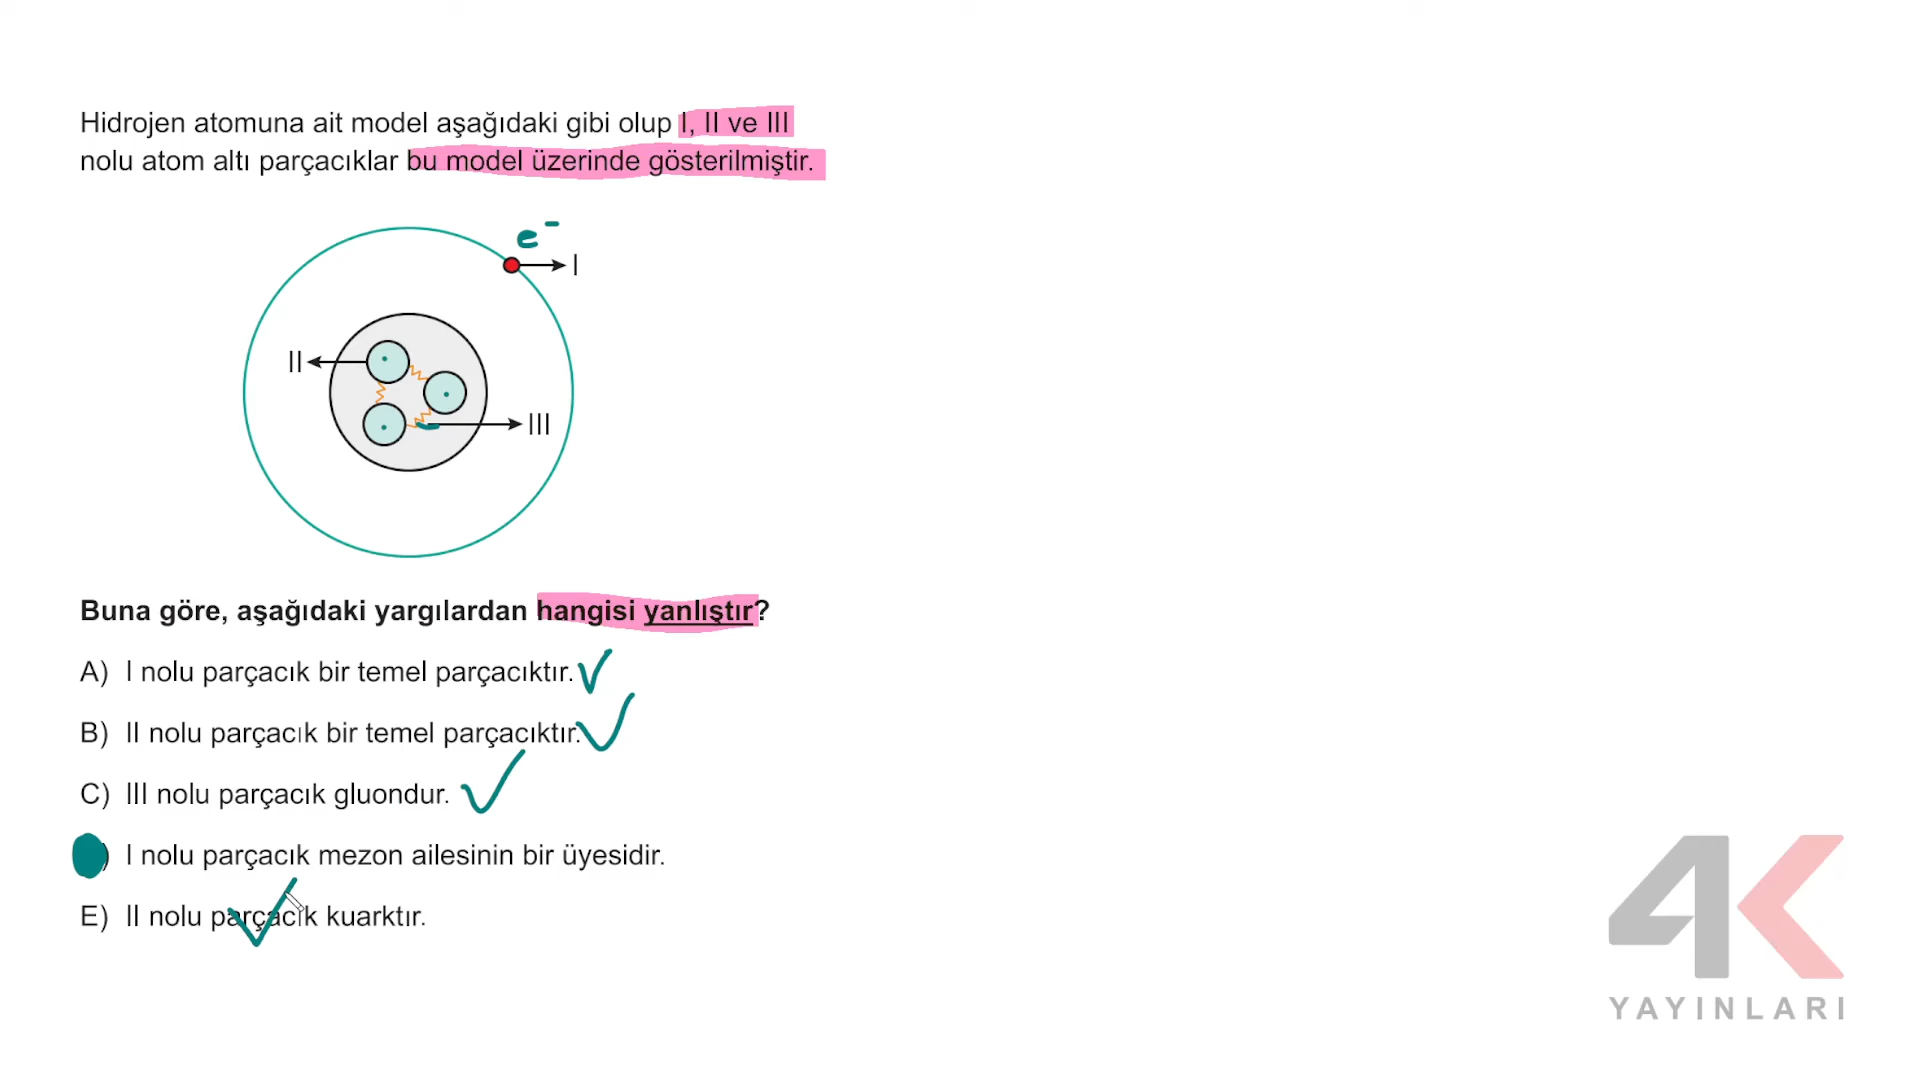 Hidrojen atomuna ait model aşağıdaki gibi olup I, II ve III
nolu atom altı parçacıklar bu model üzerinde gösterilmiştir.
e⁻
I
II
III
Buna göre, aşağıdaki yargılardan hangisi yanlıştır?
A) I nolu parçacık bir temel parçacıktır.
B) II nolu parçacık bir temel parçacıktır.
C) III nolu parçacık gluondur.
) I nolu parçacık mezon ailesinin bir üyesidir.
E) II nolu parçacık kuarktır.
4K
YAYINLARI